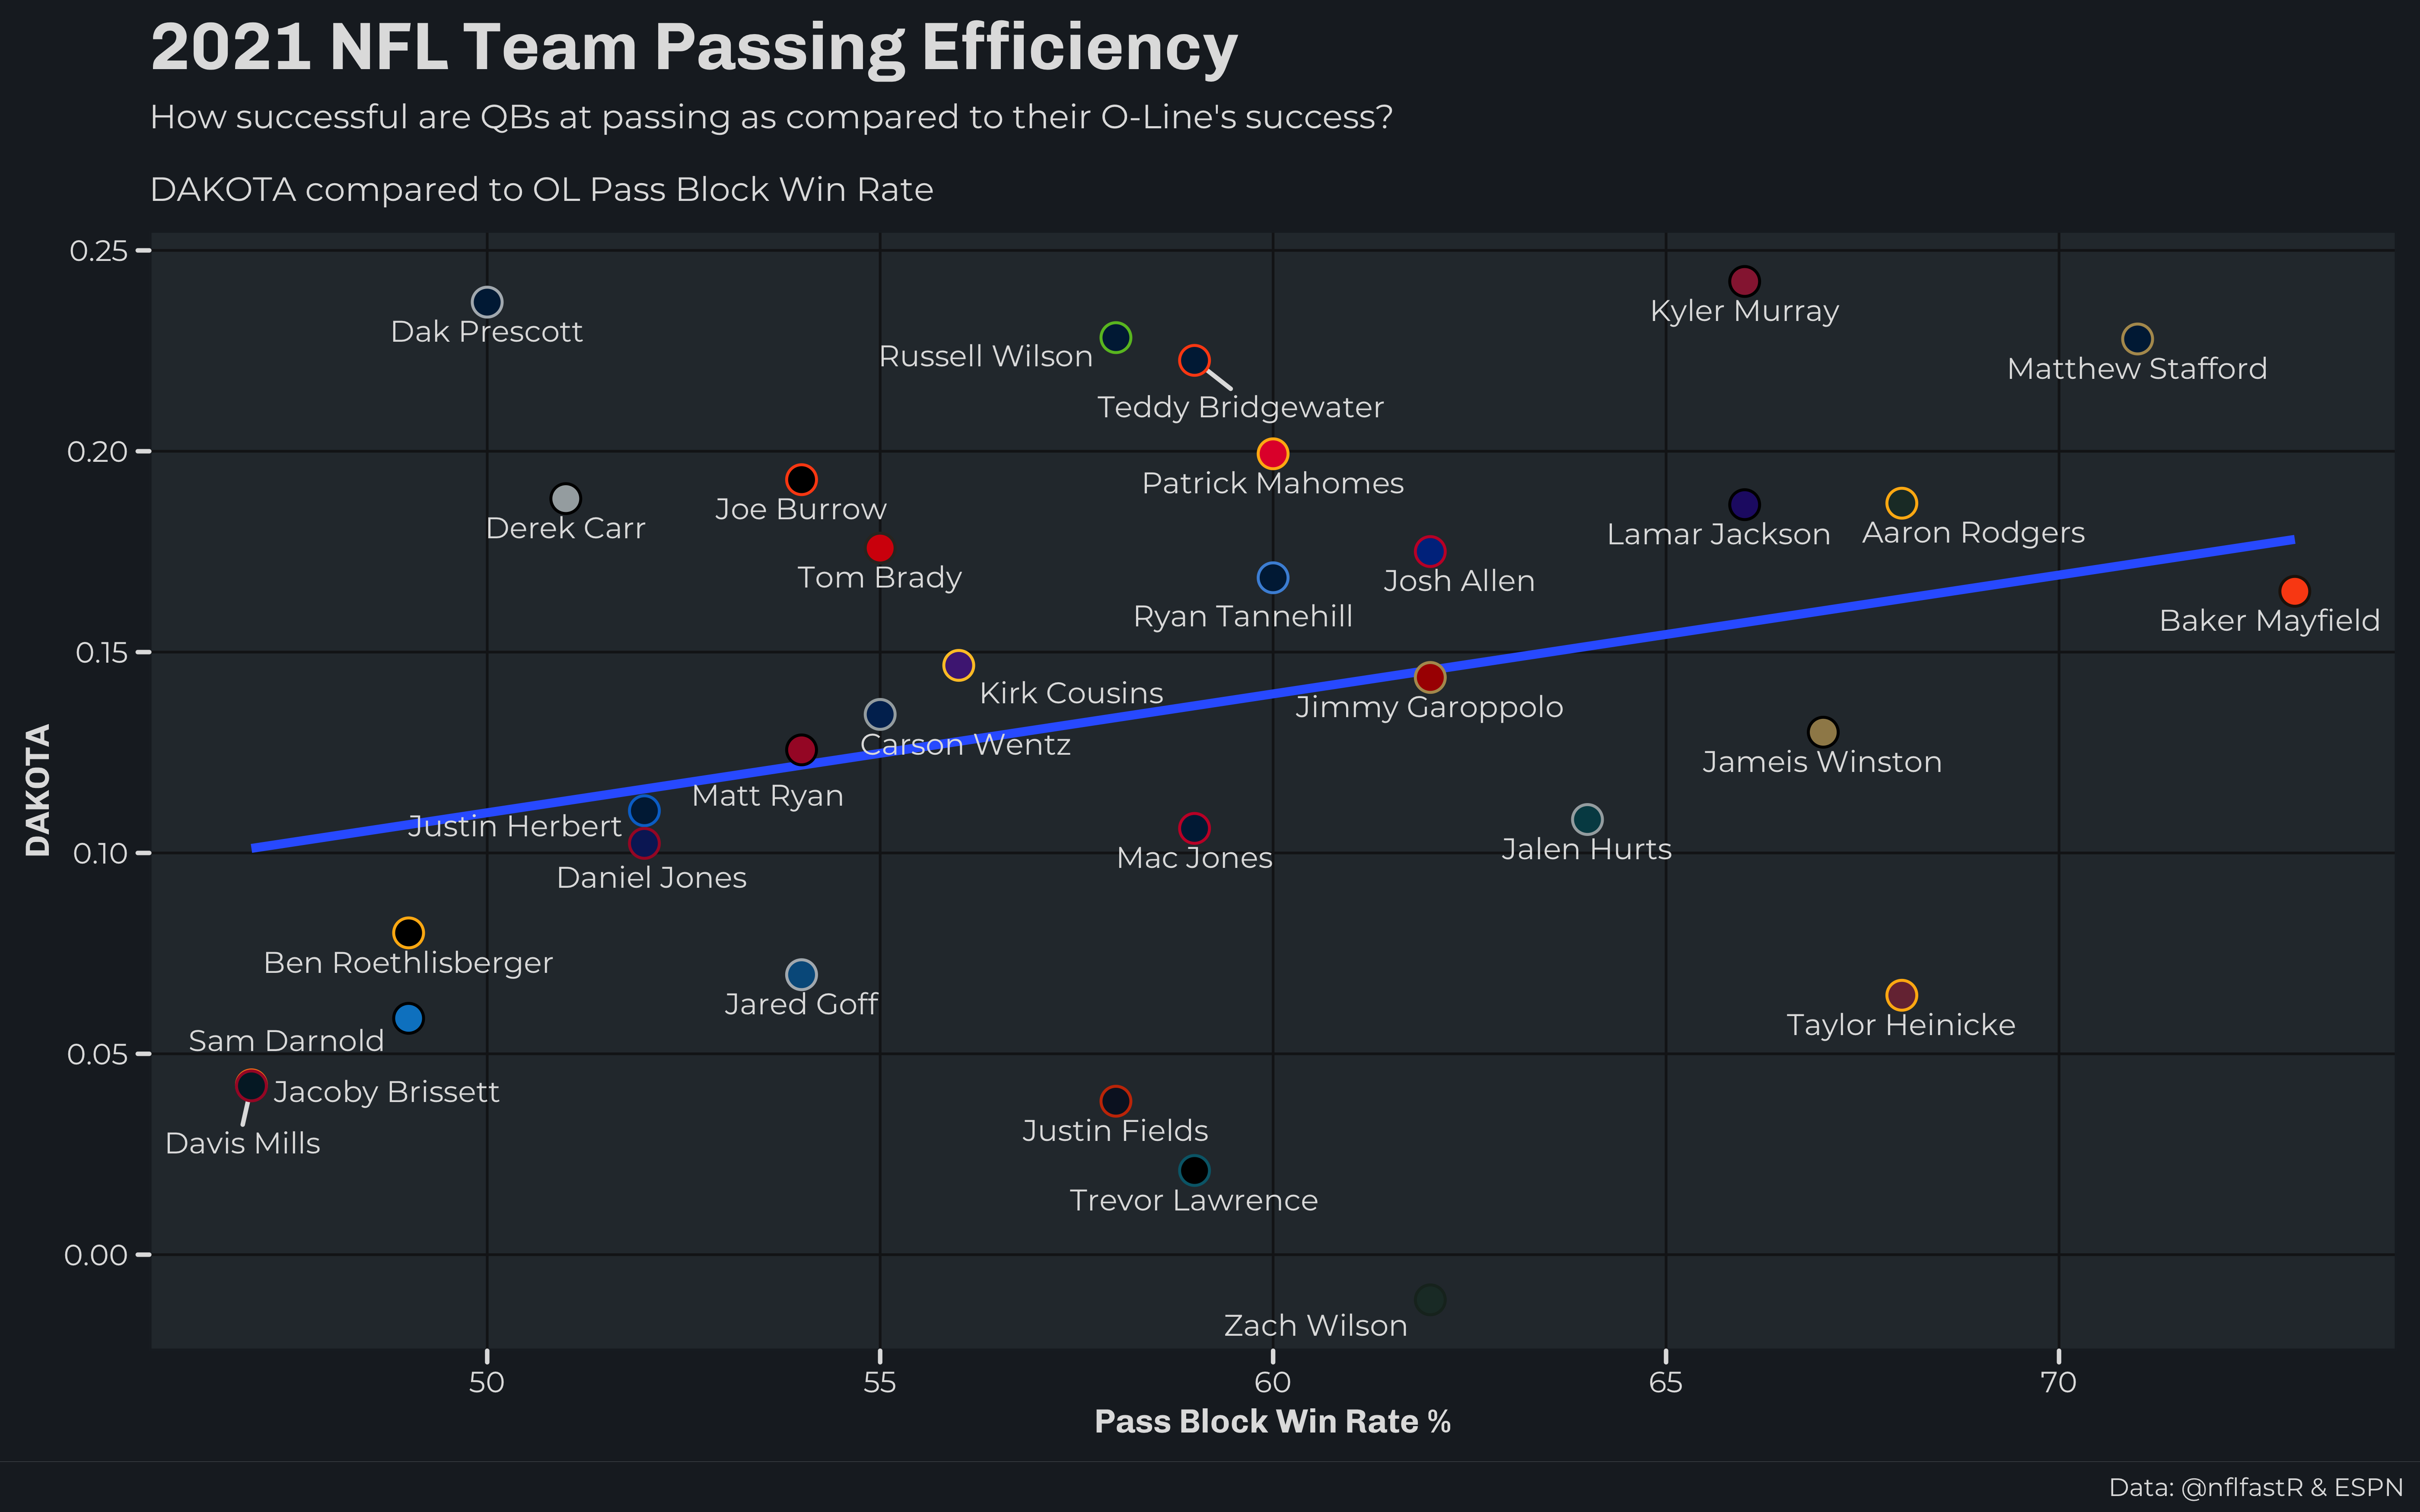 2021 NFL Team Passing Efficiency
How successful are QBs at passing as compared to their O-Line's success?
DAKOTA compared to OL Pass Block Win Rate
0.25
Kyler Murray
Dak Prescott
Russell Wilson
Matthew Stafford
Teddy Bridgewater
0.20
Patrick Mahomes
Joe Burrow
Derek Carr
Lamar Jackson
Aaron Rodgers
Tom Brady
Josh Allen
Ryan Tannehill
Baker Mayfield
0.15
Kirk Cousins
Jimmy Garoppolo
Carson Wentz
Jameis Winston
DAKOTA
Matt Ryan
Justin Herbert
Jalen Hurts
0.10
Mac Jones
Daniel Jones
Ben Roethlisberger
Jared Goff
Taylor Heinicke
Sam Darnold
0.05
Jacoby Brissett
Justin Fields
Davis Mills
Trevor Lawrence
0.00
Zach Wilson
50 55 60 65 70
Pass Block Win Rate %
Data: @nflfastR & ESPN